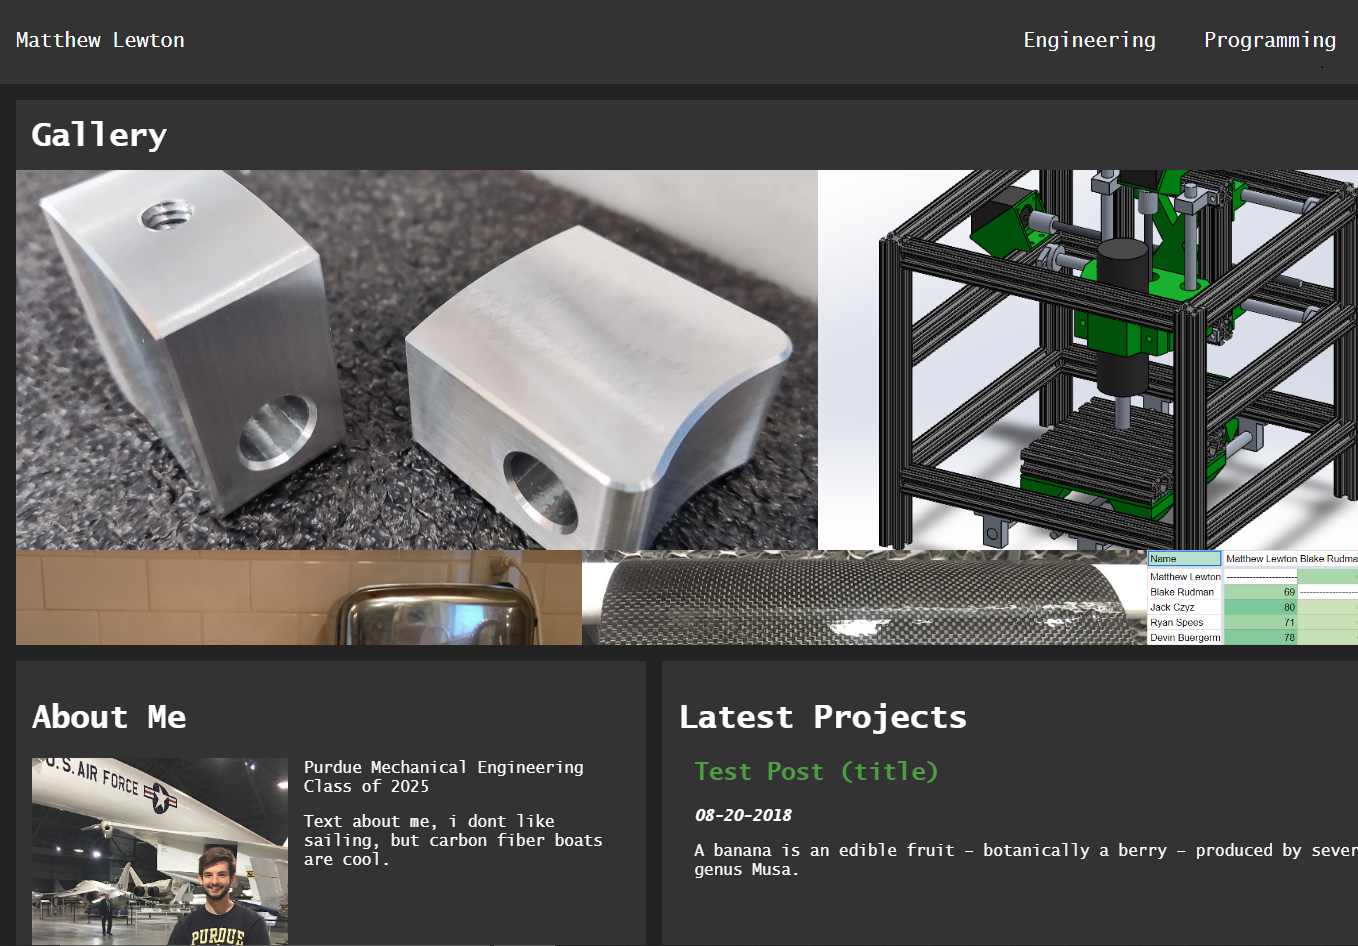 Matthew Lewton
Engineering Programming
Gallery
Name Matthew Lewton Blake Rudma
Matthew Lewton
Blake Rudman 69
Jack Czyz 80
Ryan Spees 71
Devin Buergerm 78
About Me
U.S. AIR FORCE
PURDUE
Purdue Mechanical Engineering
Class of 2025
Text about me, i dont like
sailing, but carbon fiber boats
are cool.
Latest Projects
Test Post (title)
08-20-2018
A banana is an edible fruit – botanically a berry – produced by sever
genus Musa.